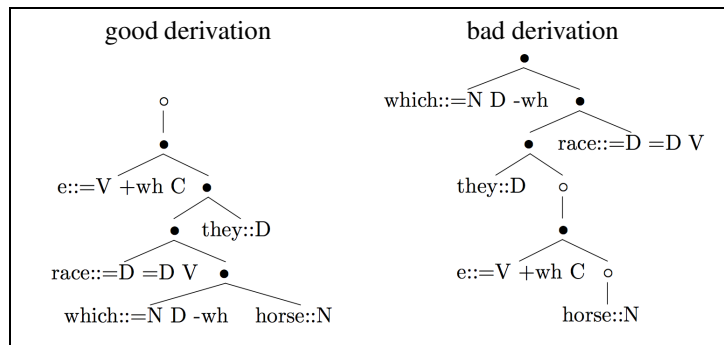 good derivation
bad derivation
which::=N D -wh
race::=D =D V
e::=V +wh C
they::D
they::D
race::=D =D V
e::=V +wh C
which::=N D -wh
horse::N
horse::N